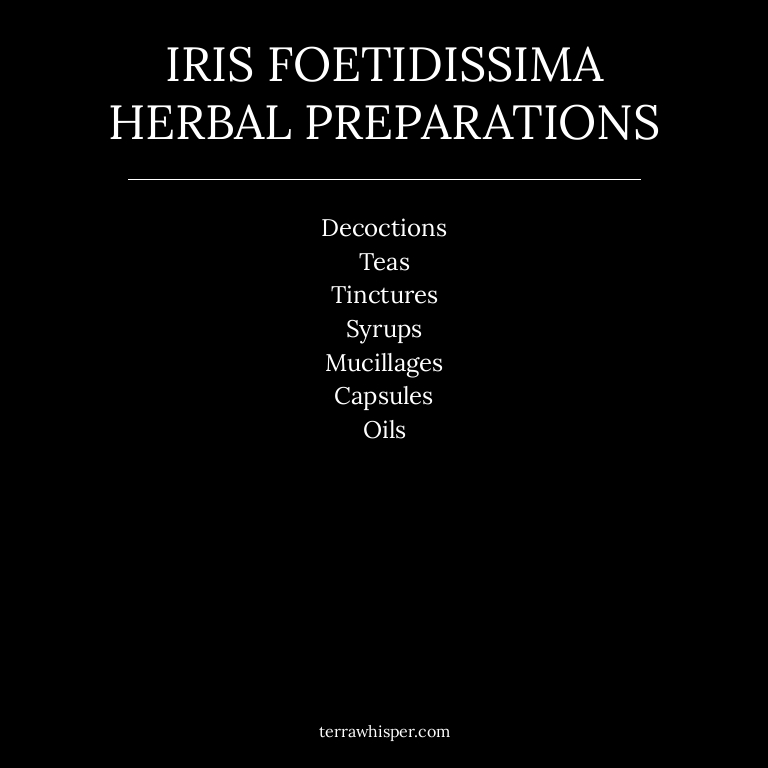 IRIS FOETIDISSIMA
HERBAL PREPARATIONS
Decoctions
Teas
Tinctures
Syrups
Mucillages
Capsules
Oils
terrawhisper.com